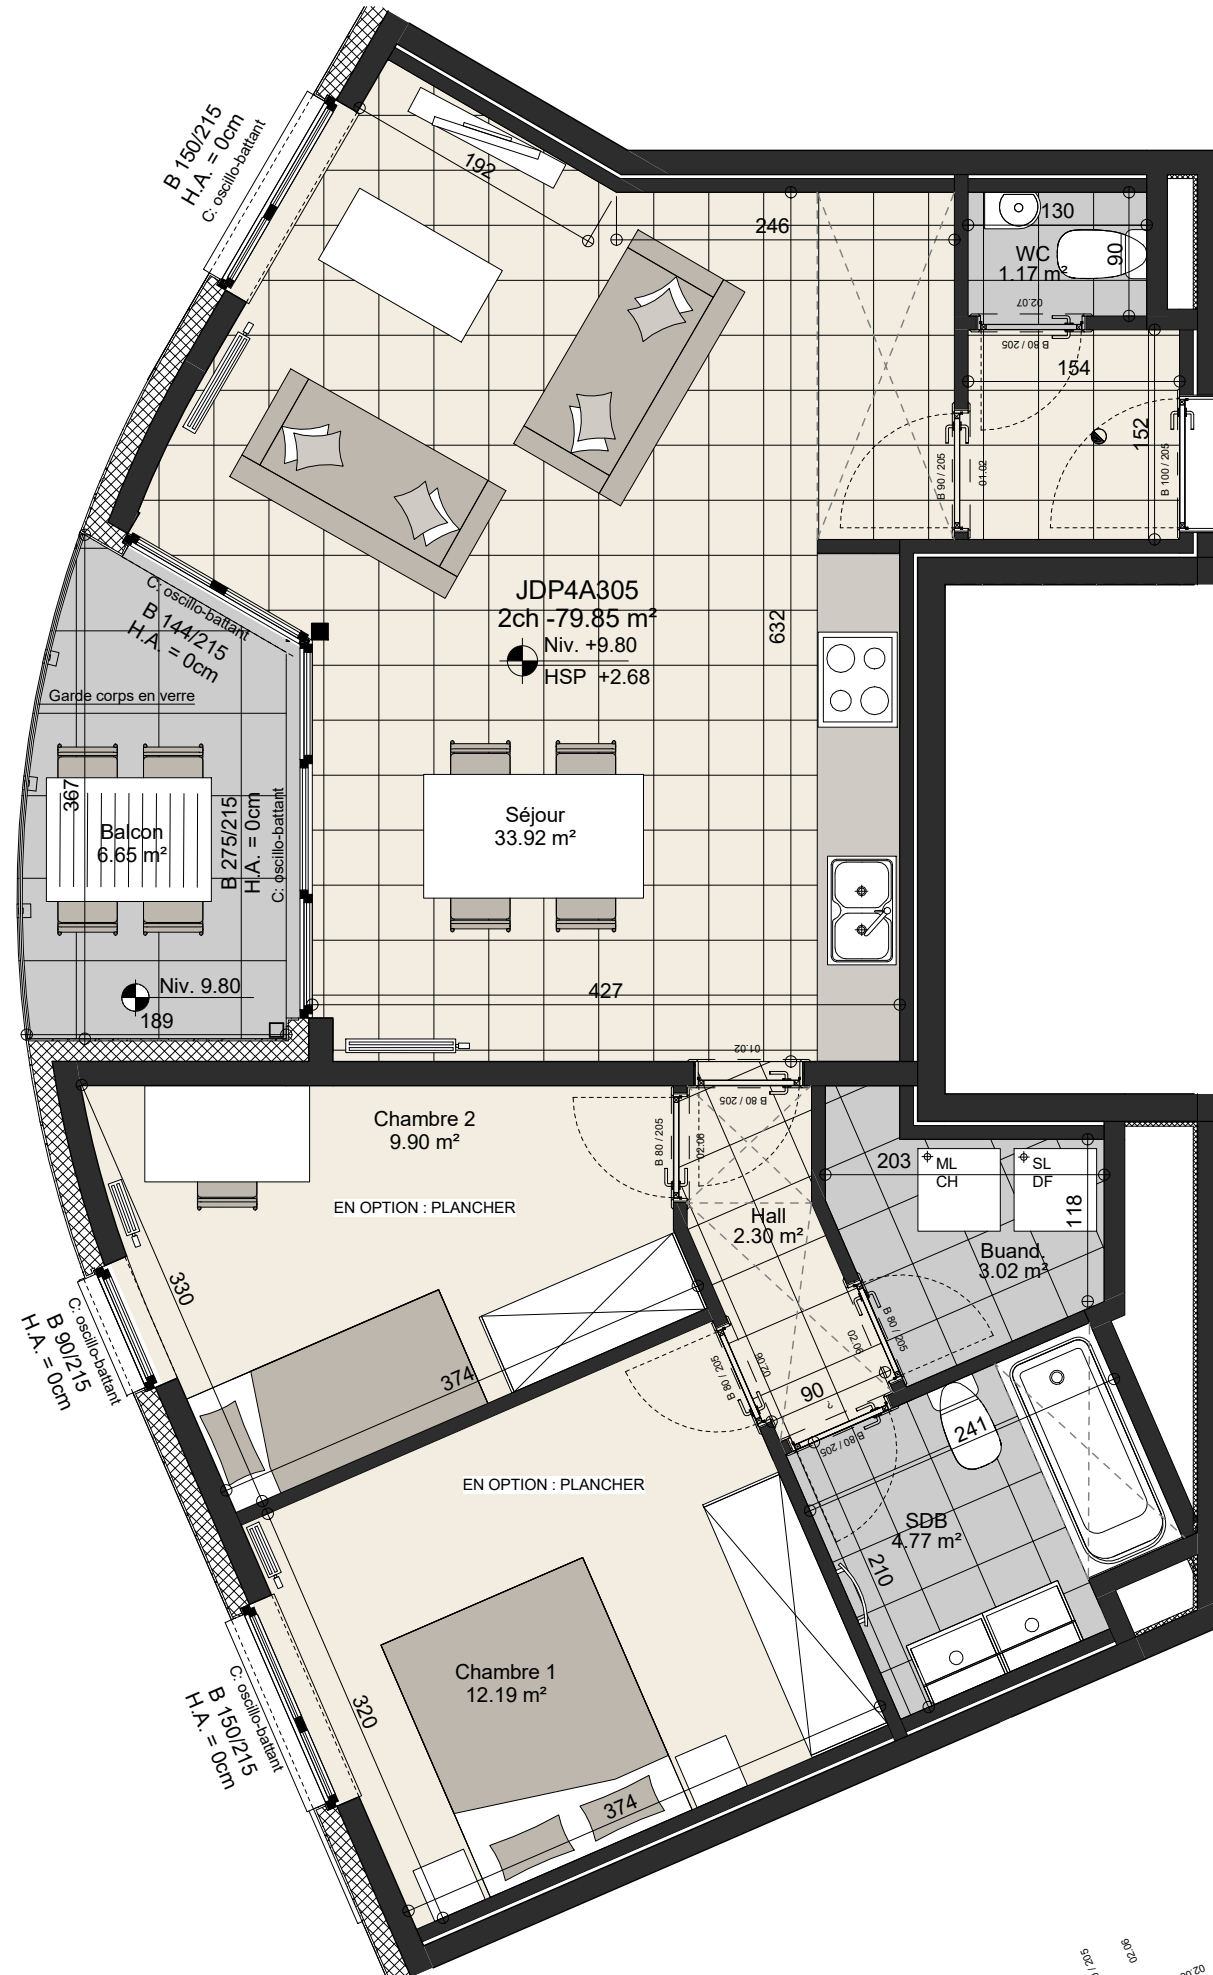 B 150/215
H.A. = 0cm
C: oscillo-battant
192
246
130
WC
1.17 m²
90
02.07
B 80 / 205
154
152
B 90 / 205
01.02
B 100 / 205
C: oscillo-battant
B 144/215
H.A. = 0cm
JDP4A305
2ch -79.85 m²
Niv. +9.80
HSP +2.68
632
Garde corps en verre
367
Balcon
6.65 m²
B 275/215
H.A. = 0cm
C: oscillo-battant
Séjour
33.92 m²
Niv. 9.80
189
427
01.02
B 80 / 205
Chambre 2
9.90 m²
B 80 / 205
02.06
203
ML
CH
SL
DF
118
EN OPTION : PLANCHER
Hall
2.30 m²
Buand.
3.02 m²
330
C: oscillo-battant
B 90/215
H.A. = 0cm
374
B 80 / 205
02.06
02.06
B 80 / 205
90
B 80 / 205
241
EN OPTION : PLANCHER
SDB
4.77 m²
210
Chambre 1
12.19 m²
C: oscillo-battant
B 150/215
H.A. = 0cm
320
374
02.06